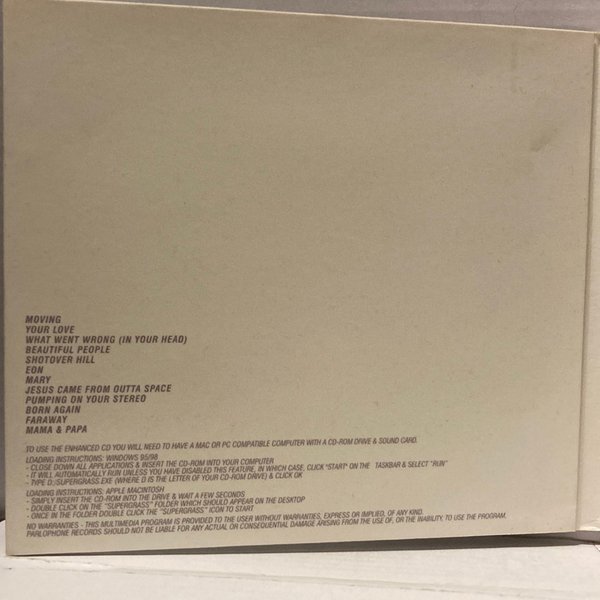 MOVING
YOUR LOVE
WHAT WENT WRONG (IN YOUR HEAD)
BEAUTIFUL PEOPLE
SHOTOVER HILL
EON
MARY
JESUS CAME FROM OUTTA SPACE
PUMPING ON YOUR STEREO
BORN AGAIN
FARAWAY
MAMA & PAPA
TO USE THE ENHANCED CD YOU WILL NEED TO HAVE A MAC OR PC COMPATIBLE COMPUTER WITH A CD-ROM DRIVE & SOUND CARD.
LOADING INSTRUCTIONS: WINDOWS 95/98
- CLOSE DOWN ALL APPLICATIONS & INSERT THE CD-ROM INTO YOUR COMPUTER
- IT WILL AUTOMATICALLY RUN UNLESS YOU HAVE DISABLED THIS FEATURE, IN WHICH CASE, CLICK "START" ON THE TASKBAR & SELECT "RUN"
- TYPE D:/SUPERGRASS.EXE (WHERE D IS THE LETTER OF YOUR CD-ROM DRIVE) & CLICK OK
LOADING INSTRUCTIONS: APPLE MACINTOSH
- SIMPLY INSERT THE CD-ROM INTO THE DRIVE & WAIT A FEW SECONDS
- DOUBLE CLICK ON THE "SUPERGRASS" FOLDER WHICH SHOULD APPEAR ON THE DESKTOP
- ONCE IN THE FOLDER DOUBLE CLICK THE "SUPERGRASS" ICON TO START
NO WARRANTIES - THIS MULTIMEDIA PROGRAM IS PROVIDED TO THE USER WITHOUT WARRANTIES, EXPRESS OR IMPLIED, OF ANY KIND.
PARLOPHONE RECORDS SHOULD NOT BE LIABLE FOR ANY ACTUAL OR CONSEQUENTIAL DAMAGE ARISING FROM THE USE OF, OR THE INABILITY, TO USE THE PROGRAM.